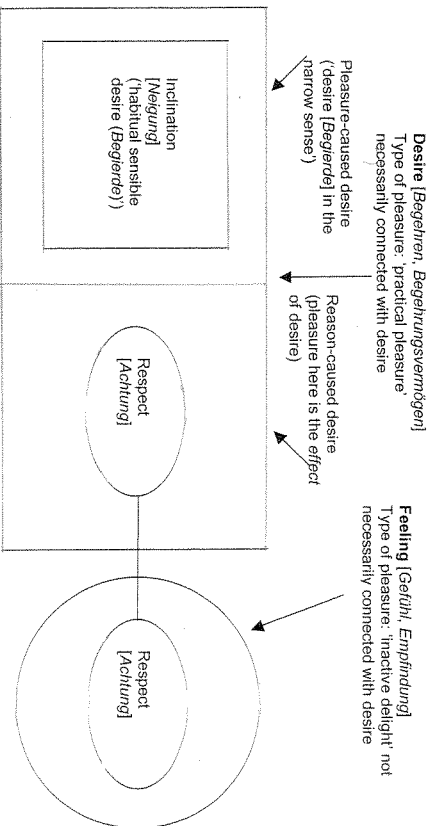 Desire [Begehren, Begehrungsvermögen]
Type of pleasure: 'practical pleasure'
necessarily connected with desire
Feeling [Gefühl, Empfindung]
Type of pleasure: 'inactive delight' not
necessarily connected with desire
Pleasure-caused desire
('desire [Begierde] in the
narrow sense')
Reason-caused desire
(pleasure here is the effect
of desire)
Inclination
[Neigung]
('habitual sensible
desire (Begierde)')
Respect
[Achtung]
Respect
[Achtung]